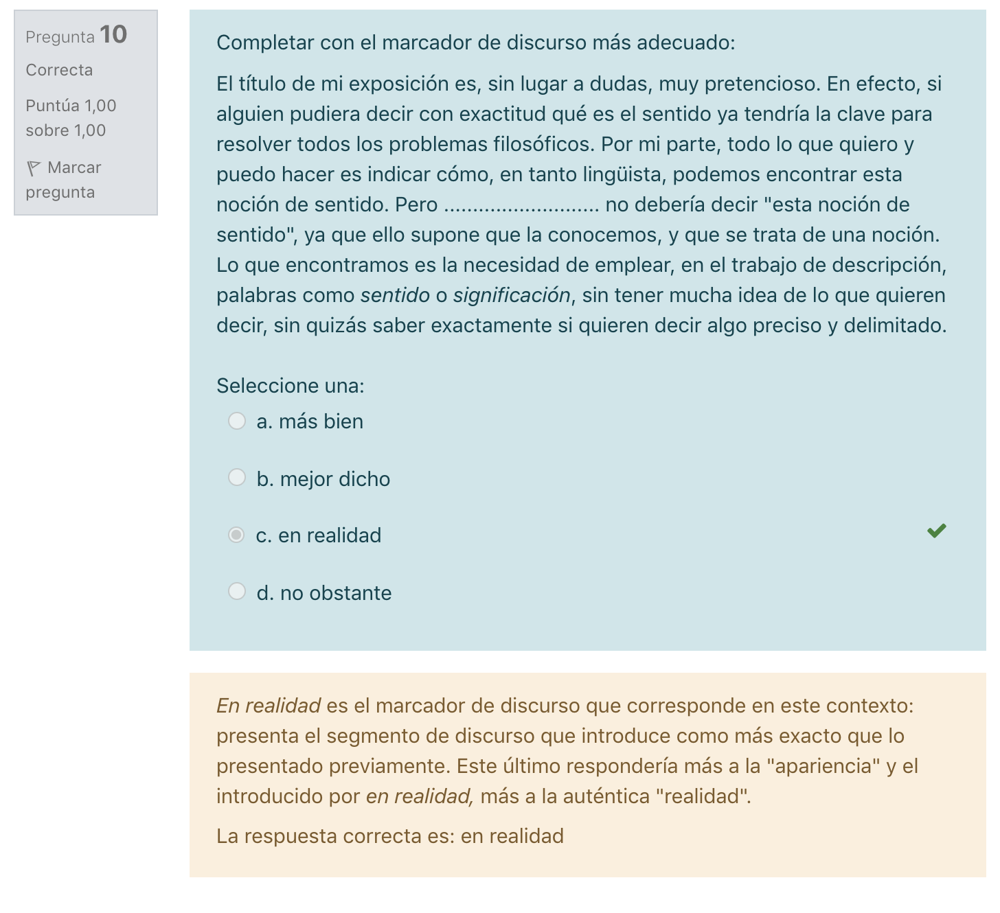 Pregunta 10
Correcta
Puntúa 1,00
sobre 1,00
Marcar
pregunta
Completar con el marcador de discurso más adecuado:
El título de mi exposición es, sin lugar a dudas, muy pretencioso. En efecto, si
alguien pudiera decir con exactitud qué es el sentido ya tendría la clave para
resolver todos los problemas filosóficos. Por mi parte, todo lo que quiero y
puedo hacer es indicar cómo, en tanto lingüista, podemos encontrar esta
noción de sentido. Pero ........................... no debería decir "esta noción de
sentido", ya que ello supone que la conocemos, y que se trata de una noción.
Lo que encontramos es la necesidad de emplear, en el trabajo de descripción,
palabras como sentido o significación, sin tener mucha idea de lo que quieren
decir, sin quizás saber exactamente si quieren decir algo preciso y delimitado.
Seleccione una:
a. más bien
b. mejor dicho
c. en realidad
d. no obstante
En realidad es el marcador de discurso que corresponde en este contexto:
presenta el segmento de discurso que introduce como más exacto que lo
presentado previamente. Este último respondería más a la "apariencia" y el
introducido por en realidad, más a la auténtica "realidad".
La respuesta correcta es: en realidad